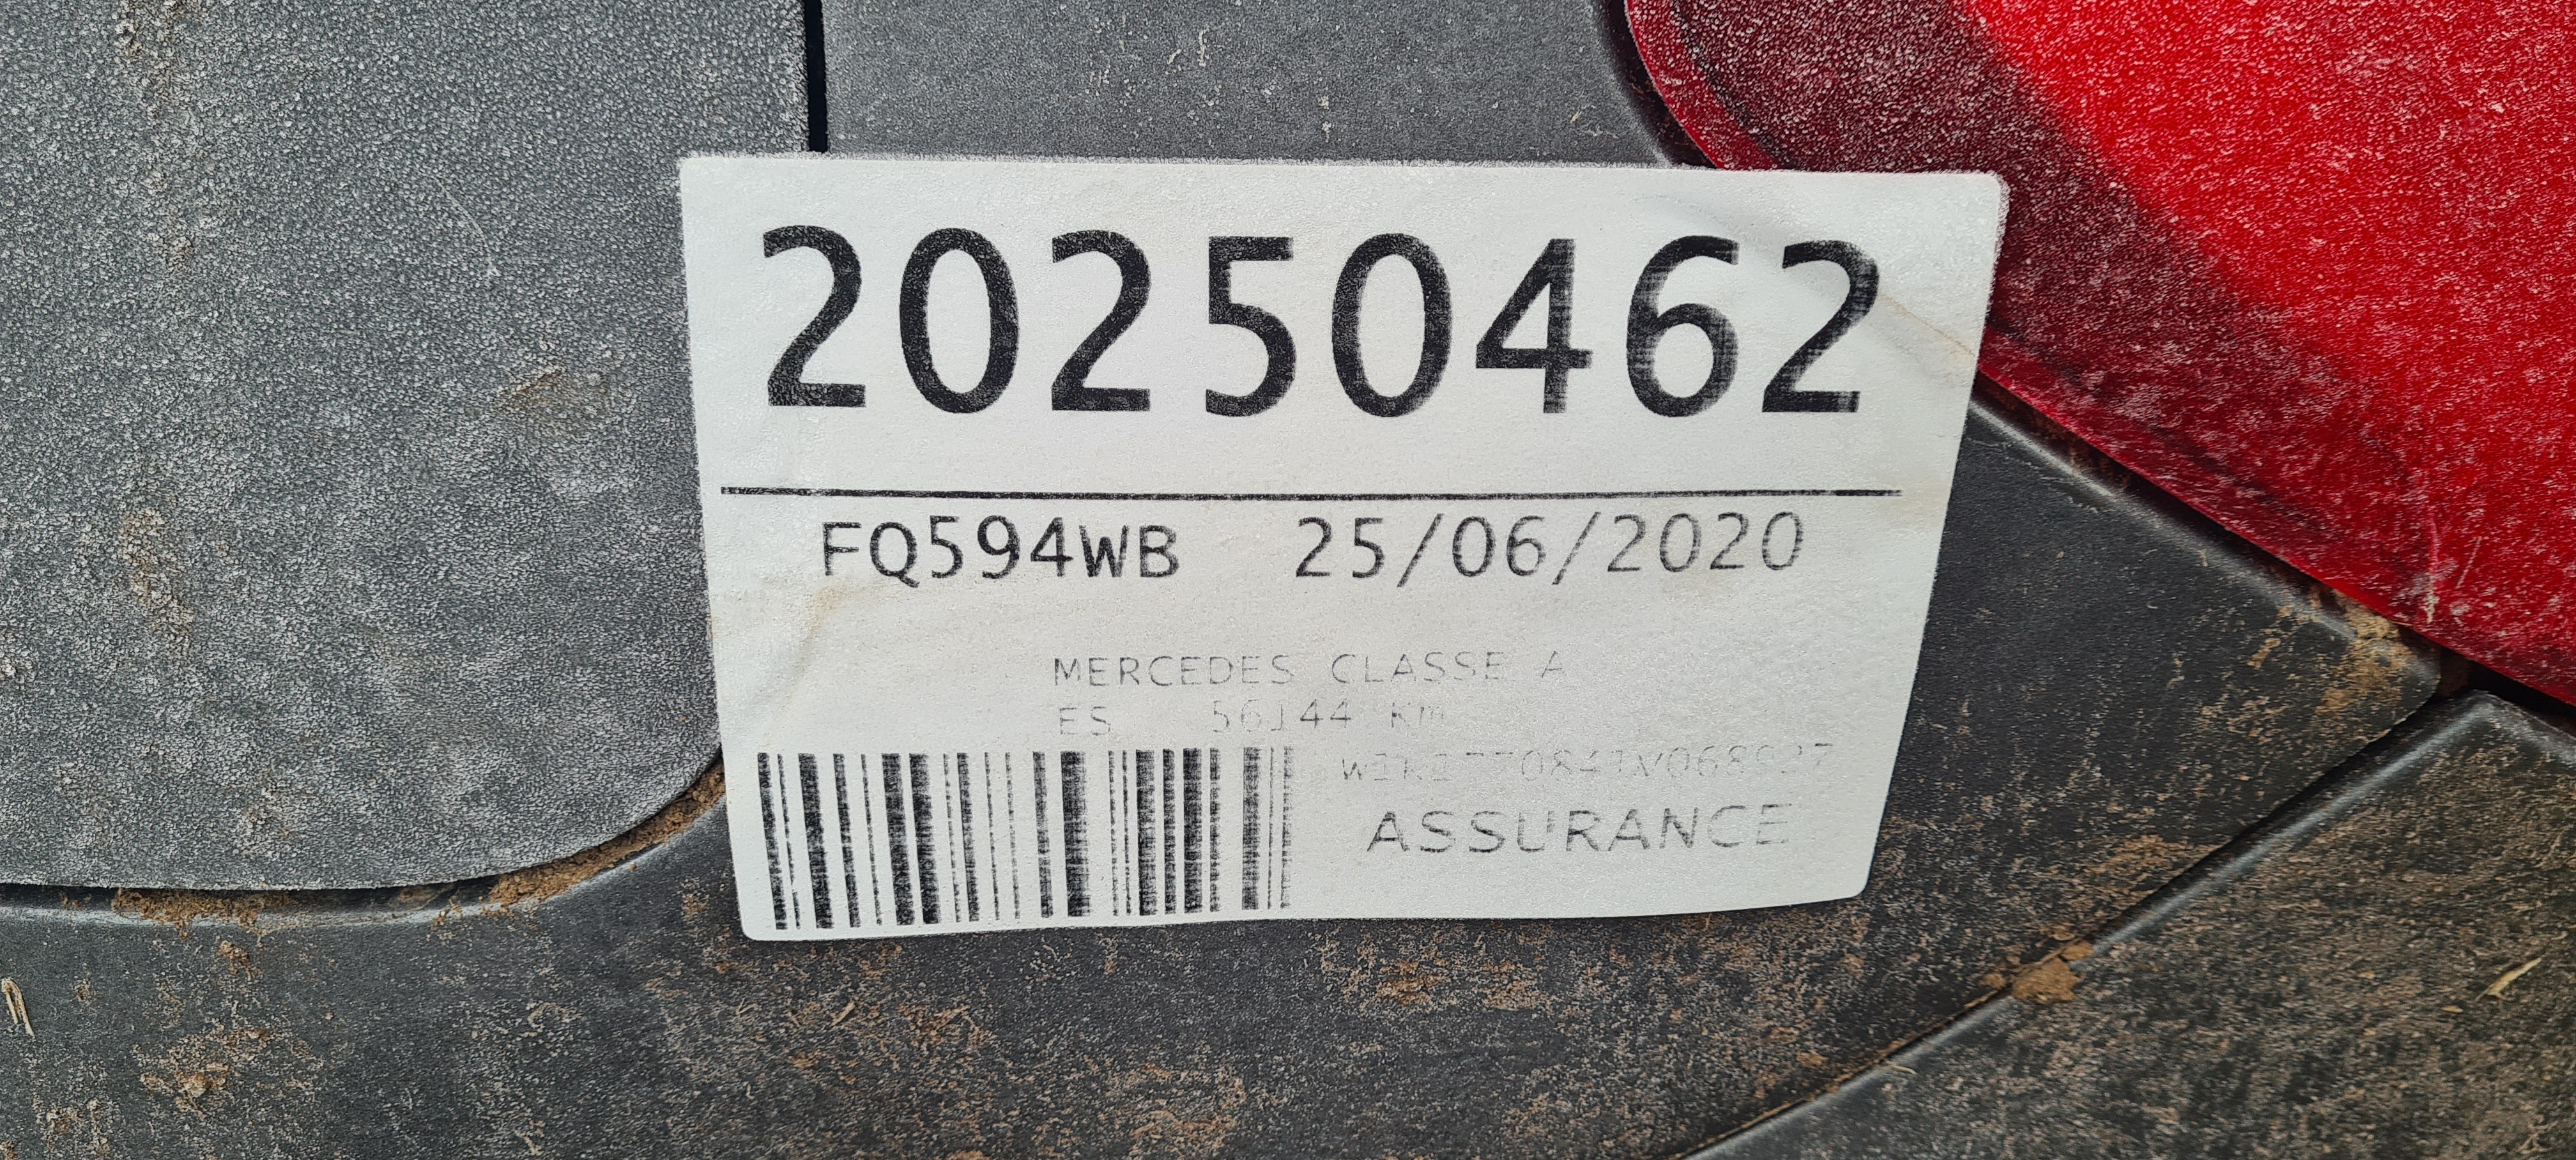 20250462
FQ594WB 25/06/2020
MERCEDES CLASSE A
ES 56144 Km
ASSURANCE